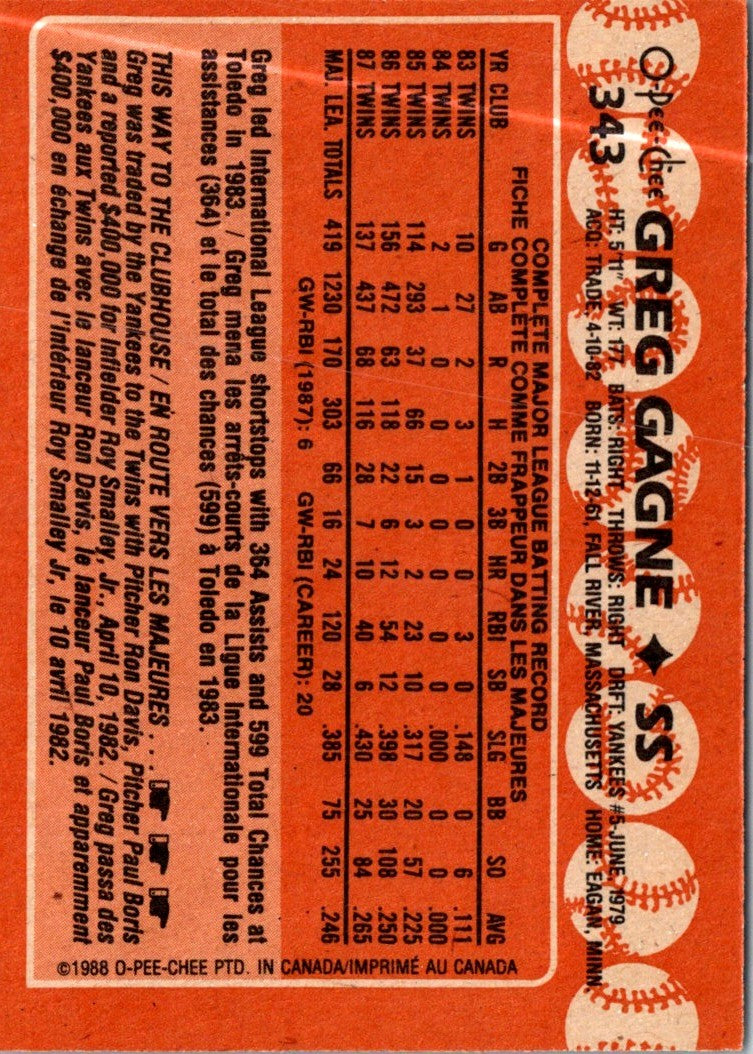 O-Pee-Chee GREG GAGNE ♦ SS
343
HT: 5'11" WT: 177 BATS: RIGHT THROWS: RIGHT DRFT: YANKEES #5-JUNE, 1979
ACQ: TRADE, 4-10-82 BORN: 11-12-61, FALL RIVER, MASSACHUSETTS HOME: EAGAN, MINN.
COMPLETE MAJOR LEAGUE BATTING RECORD
FICHE COMPLÈTE COMME FRAPPEUR DANS LES MAJEURES
YR CLUB G AB R H 2B 3B HR RBI SB SLG BB SO AVG
83 TWINS 10 27 2 3 1 0 0 3 0 .148 0 6 .111
84 TWINS 2 1 0 0 0 0 0 0 0 .000 0 0 .000
85 TWINS 114 293 37 66 15 3 2 23 10 .317 20 57 .225
86 TWINS 156 472 63 118 22 6 12 54 12 .398 30 108 .250
87 TWINS 137 437 68 116 28 7 10 40 6 .430 25 84 .265
MAJ. LEA. TOTALS 419 1230 170 303 66 16 24 120 28 .385 75 255 .246
GW-RBI (1987): 6 GW-RBI (CAREER): 20
Greg led International League shortstops with 364 Assists and 599 Total Chances at
Toledo in 1983. / Greg mena les arrêts-courts de la Ligue Internationale pour les
assistances (364) et le total des chances (599) à Toledo en 1983.
THIS WAY TO THE CLUBHOUSE / EN ROUTE VERS LES MAJEURES . . .
Greg was traded by the Yankees to the Twins with Pitcher Ron Davis, Pitcher Paul Boris
and a reported $400,000 for Infielder Roy Smalley, Jr., April 10, 1982. / Greg passa des
Yankees aux Twins avec le lanceur Ron Davis, le lanceur Paul Boris et apparemment
$400,000 en échange de l'intérieur Roy Smalley Jr, le 10 avril 1982.
©1988 O-PEE-CHEE PTD. IN CANADA/IMPRIMÉ AU CANADA